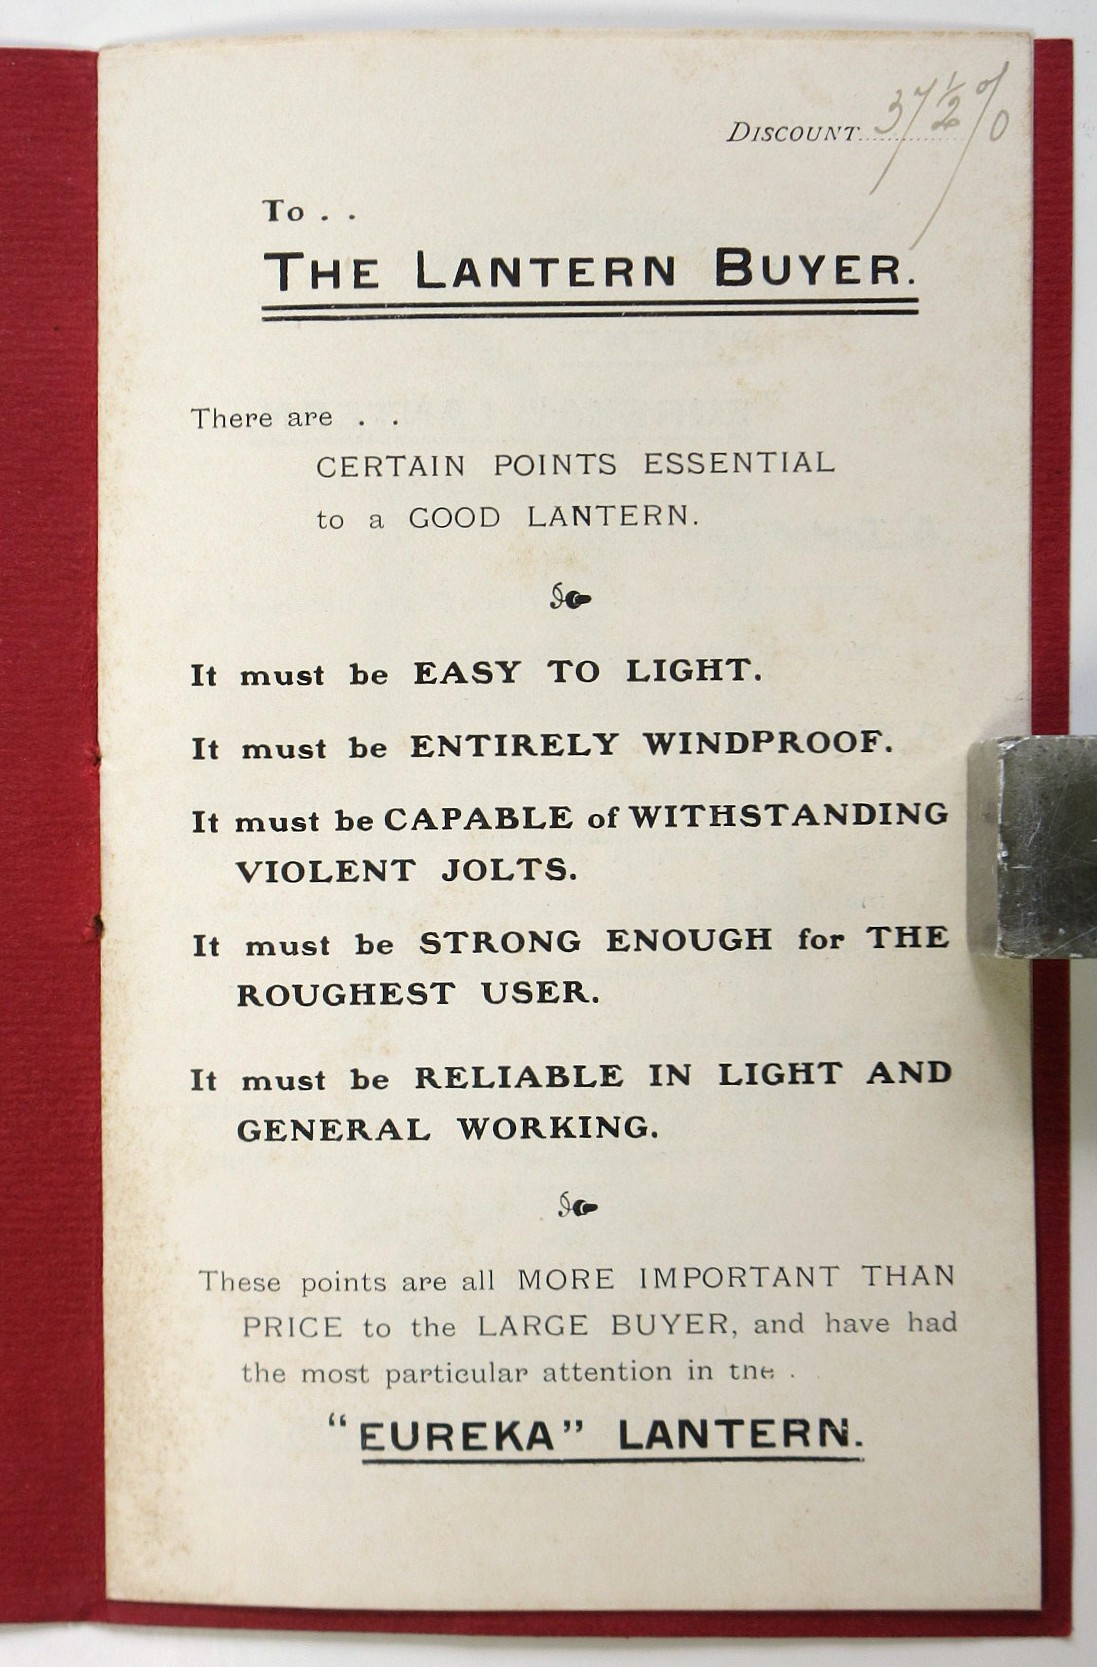 DISCOUNT 37½%
To . .
THE LANTERN BUYER.
There are . .
CERTAIN POINTS ESSENTIAL
to a GOOD LANTERN.
It must be EASY TO LIGHT.
It must be ENTIRELY WINDPROOF.
It must be CAPABLE of WITHSTANDING
VIOLENT JOLTS.
It must be STRONG ENOUGH for THE
ROUGHEST USER.
It must be RELIABLE IN LIGHT AND
GENERAL WORKING.
These points are all MORE IMPORTANT THAN
PRICE to the LARGE BUYER, and have had
the most particular attention in the .
“EUREKA” LANTERN.